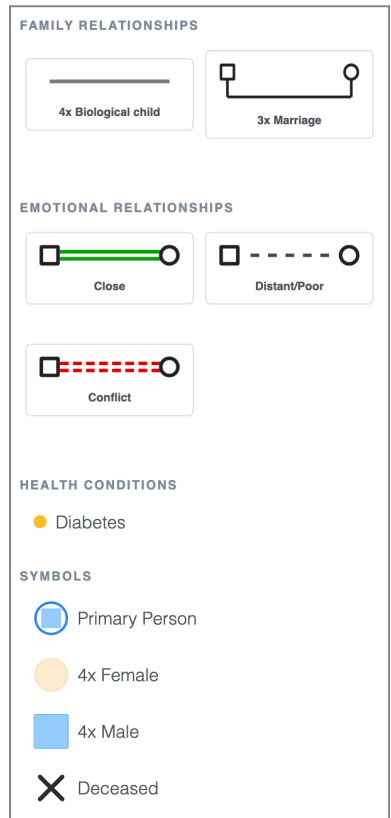 FAMILY RELATIONSHIPS
4x Biological child
3x Marriage
EMOTIONAL RELATIONSHIPS
Close
Distant/Poor
Conflict
HEALTH CONDITIONS
Diabetes
SYMBOLS
Primary Person
4x Female
4x Male
Deceased